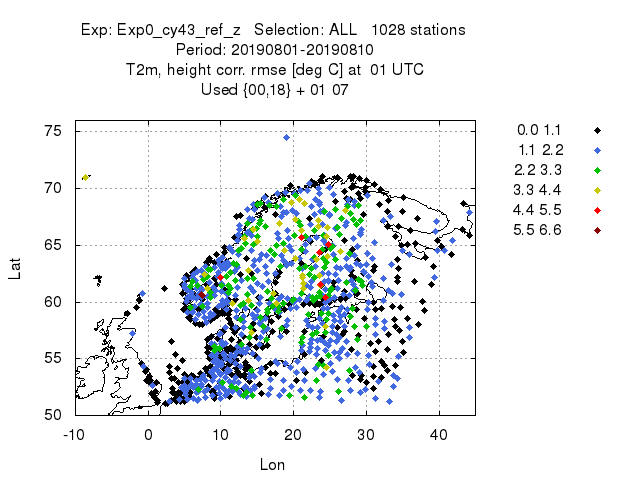 Exp: Exp0_cy43_ref_z   Selection: ALL   1028 stations
Period: 20190801-20190810
T2m, height corr. rmse [deg C] at  01 UTC
Used {00,18} + 01 07
0.0 1.1
1.1 2.2
2.2 3.3
3.3 4.4
4.4 5.5
5.5 6.6
75
70
65
60
55
50
Lat
-10 0 10 20 30 40
Lon